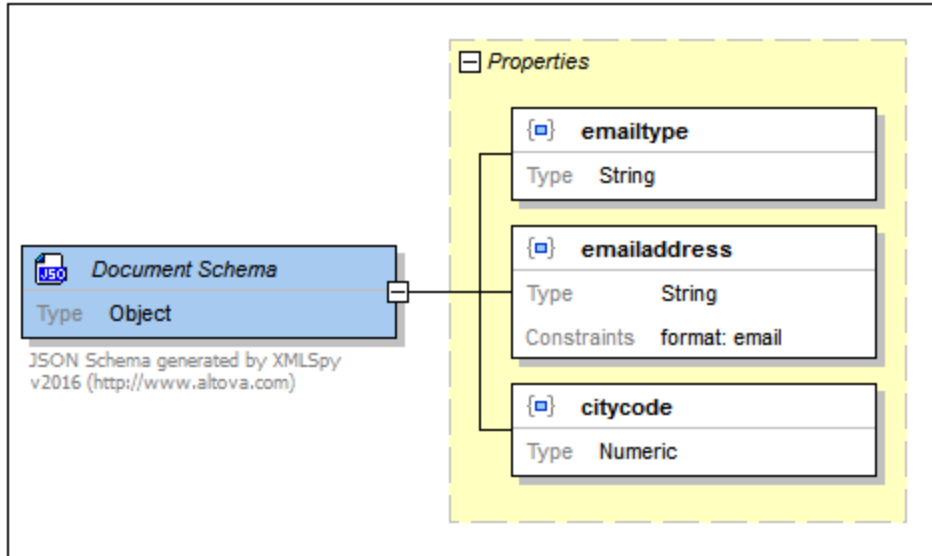 Properties
emailtype
Type String
emailaddress
Type String
Constraints format: email
JSO Document Schema
Type Object
JSON Schema generated by XMLSpy
v2016 (http://www.altova.com)
citycode
Type Numeric